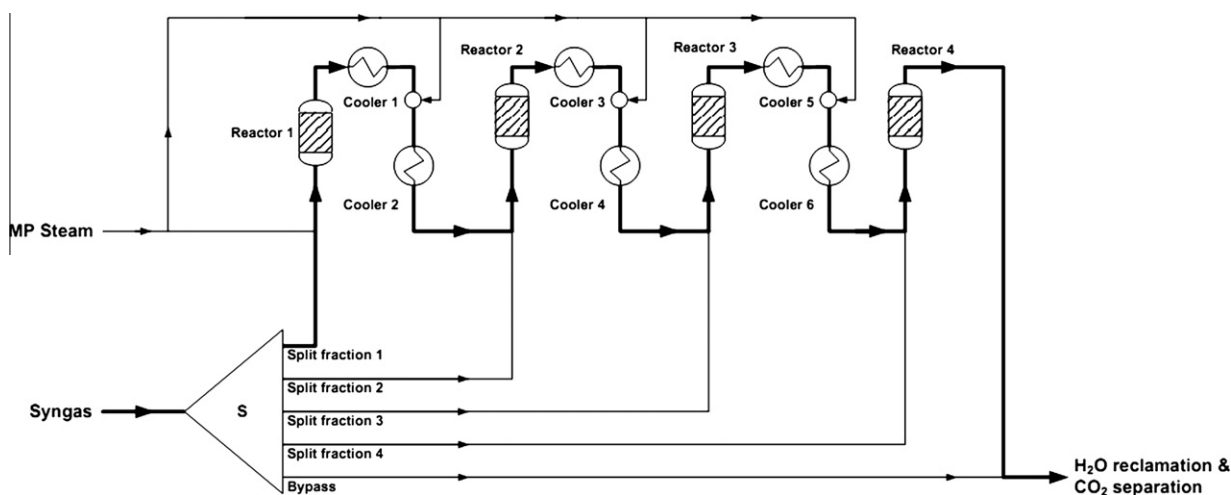 Reactor 2
Reactor 3
Reactor 4
Cooler 1
Cooler 3
Cooler 5
Reactor 1
Cooler 2
Cooler 4
Cooler 6
MP Steam
Split fraction 1
Split fraction 2
Syngas
S
Split fraction 3
Split fraction 4
Bypass
H₂O reclamation &
CO₂ separation